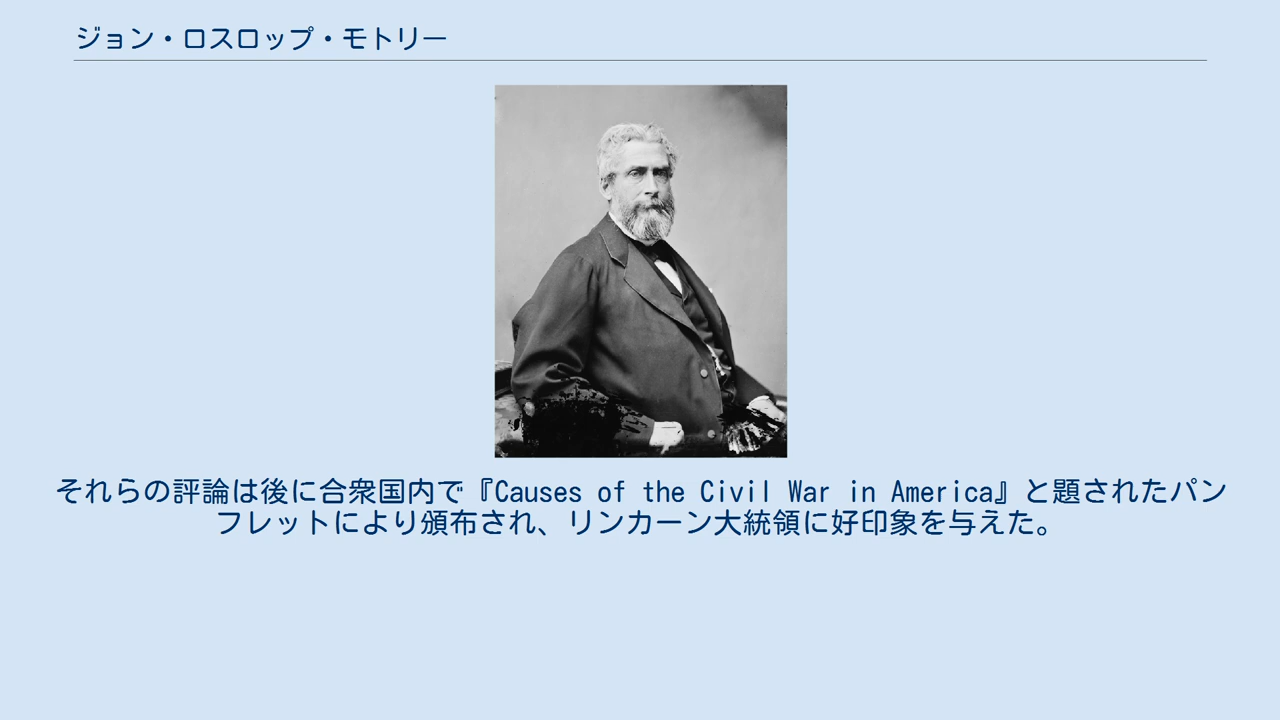 ジョン・ロスロップ・モトリー
それらの評論は後に合衆国内で『Causes of the Civil War in America』と題されたパン
フレットにより頒布され、リンカーン大統領に好印象を与えた。